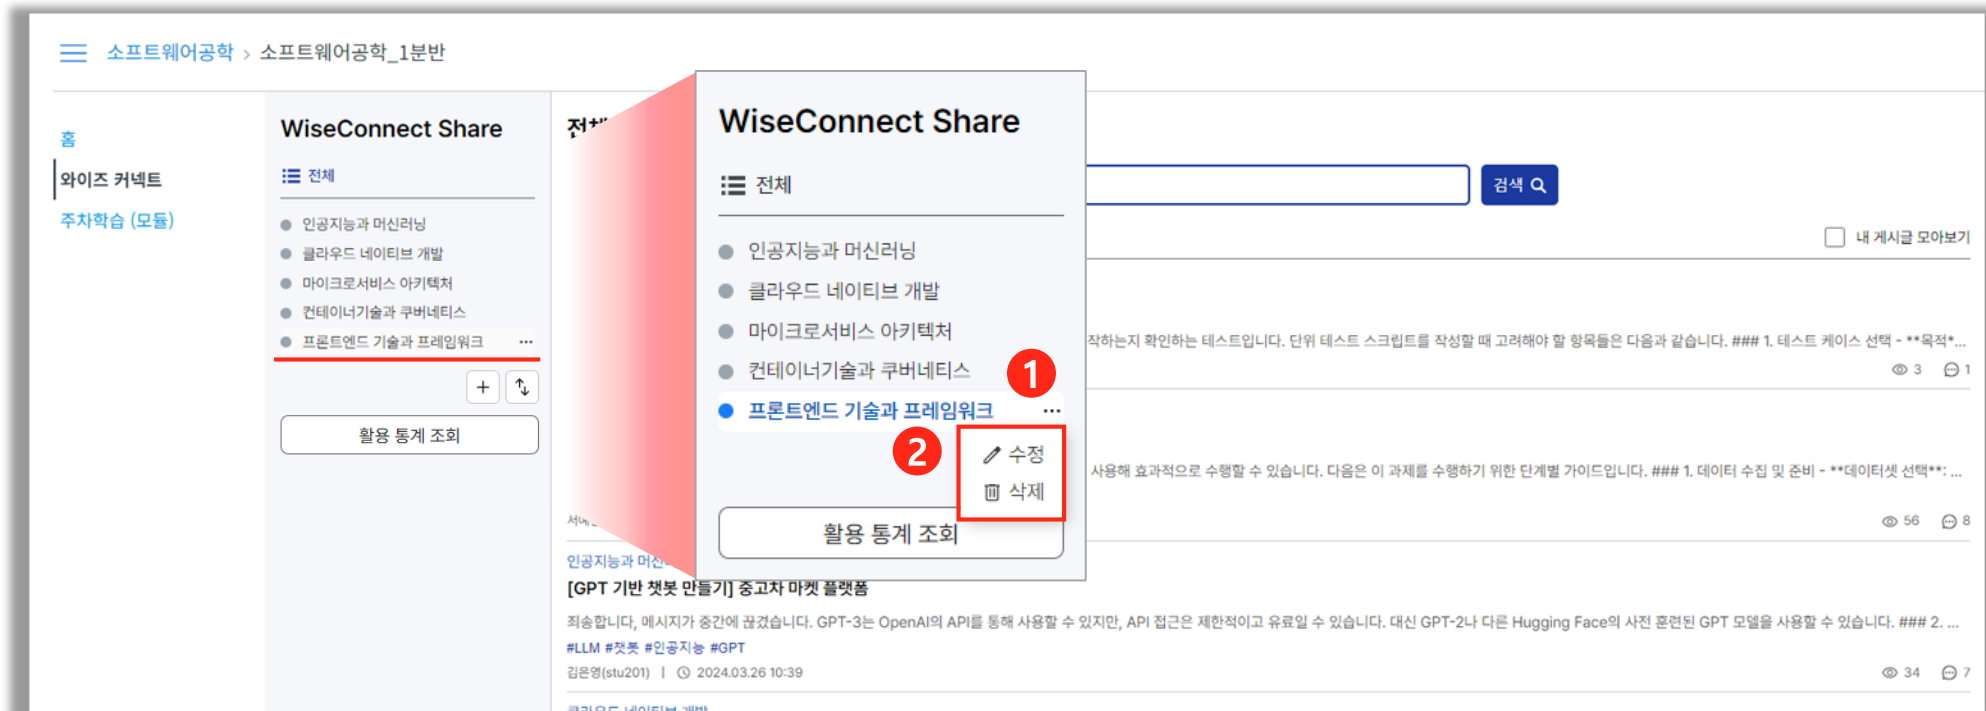 소프트웨어공학 > 소프트웨어공학_1분반
홈
와이즈 커넥트
주차학습 (모듈)
WiseConnect Share
전체
인공지능과 머신러닝
클라우드 네이티브 개발
마이크로서비스 아키텍처
컨테이너기술과 쿠버네티스
프론트엔드 기술과 프레임워크 ···
+
활용 통계 조회
WiseConnect Share
전체
인공지능과 머신러닝
클라우드 네이티브 개발
마이크로서비스 아키텍처
컨테이너기술과 쿠버네티스
1
프론트엔드 기술과 프레임워크 ···
2
수정
삭제
활용 통계 조회
전체
검색
내 게시글 모아보기
작하는지 확인하는 테스트입니다. 단위 테스트 스크립트를 작성할 때 고려해야 할 항목들은 다음과 같습니다. ### 1. 테스트 케이스 선택 - **목적*...
3 1
사용해 효과적으로 수행할 수 있습니다. 다음은 이 과제를 수행하기 위한 단계별 가이드입니다. ### 1. 데이터 수집 및 준비 - **데이터셋 선택**: ...
56 8
인공지능과 머신
[GPT 기반 챗봇 만들기] 중고차 마켓 플랫폼
죄송합니다, 메시지가 중간에 끊겼습니다. GPT-3는 OpenAI의 API를 통해 사용할 수 있지만, API 접근은 제한적이고 유료일 수 있습니다. 대신 GPT-2나 다른 Hugging Face의 사전 훈련된 GPT 모델을 사용할 수 있습니다. ### 2. ...
#LLM #챗봇 #인공지능 #GPT
김은영(stu201) | 2024.03.26 10:39
34 7
클라우드 네이티브 개발